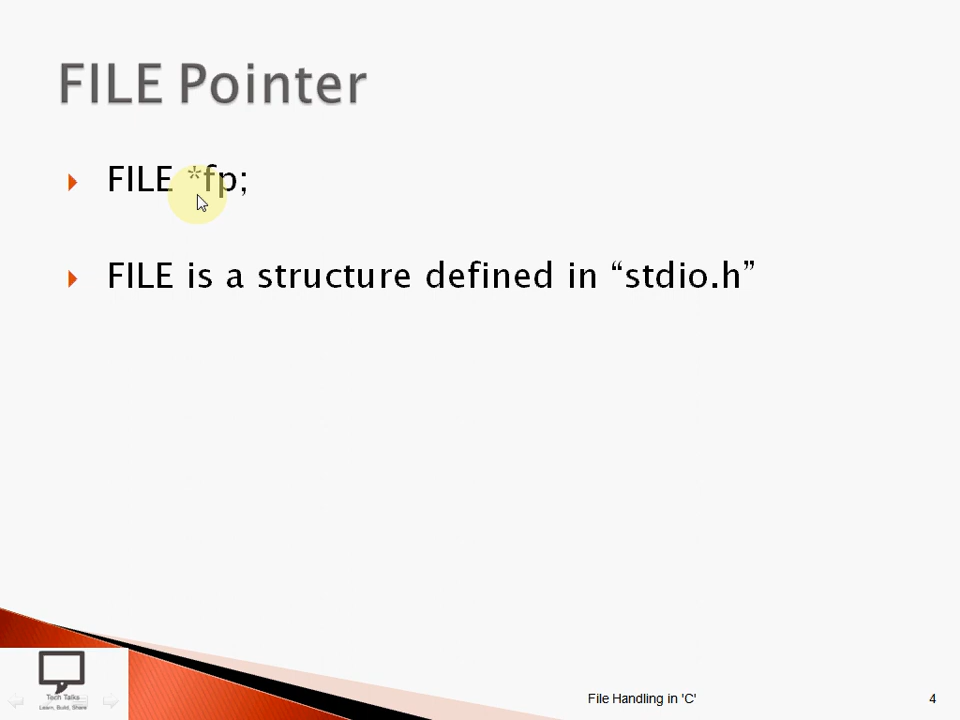 FILE Pointer
FILE *fp;
FILE is a structure defined in “stdio.h”
Tech Talks
Learn, Build, Share
File Handling in 'C'
4